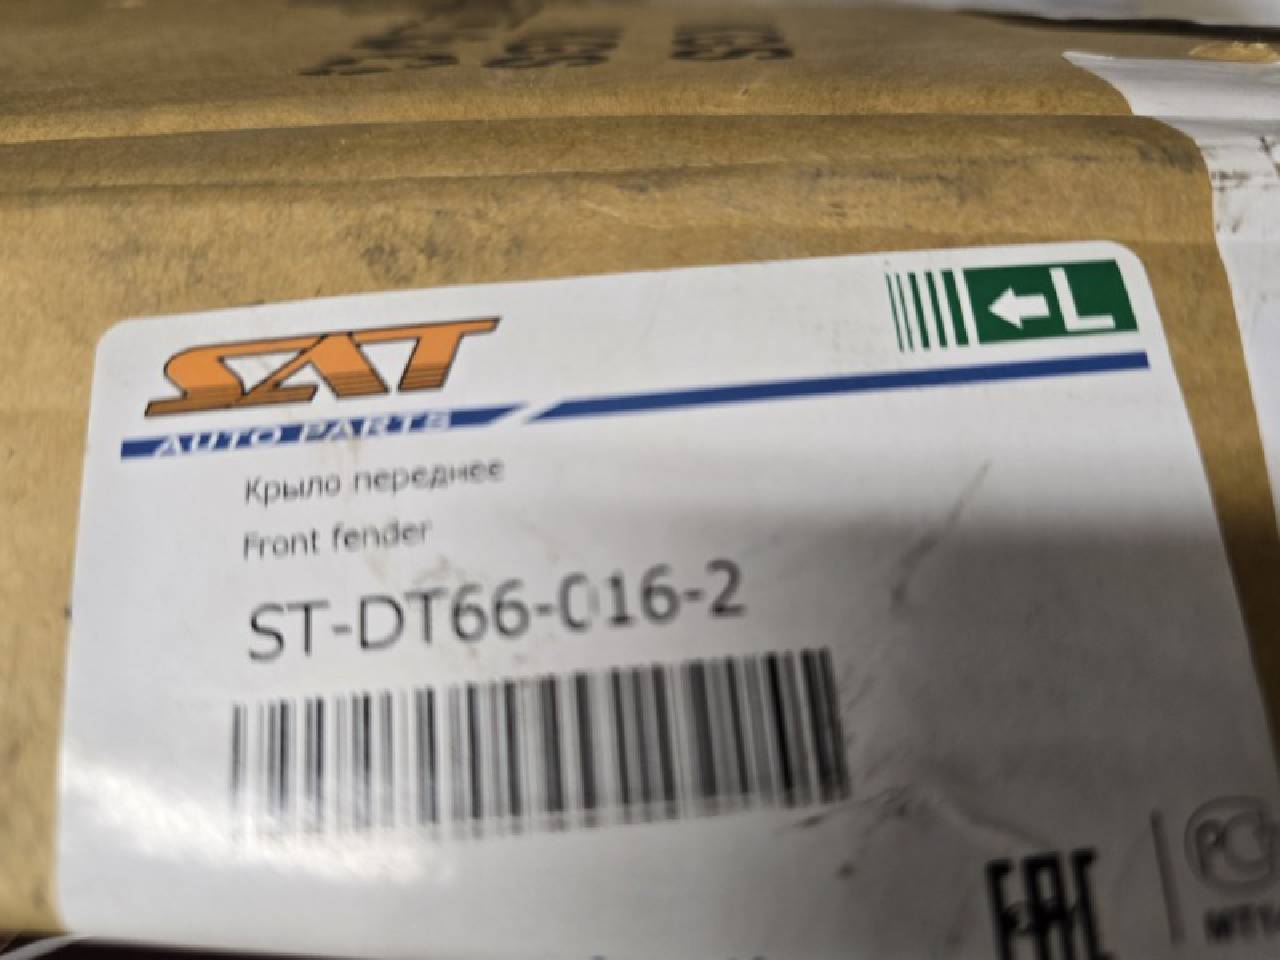 SAT
L
AUTO PARTS
Крыло переднее
Front fender
ST-DT66-016-2
EAC